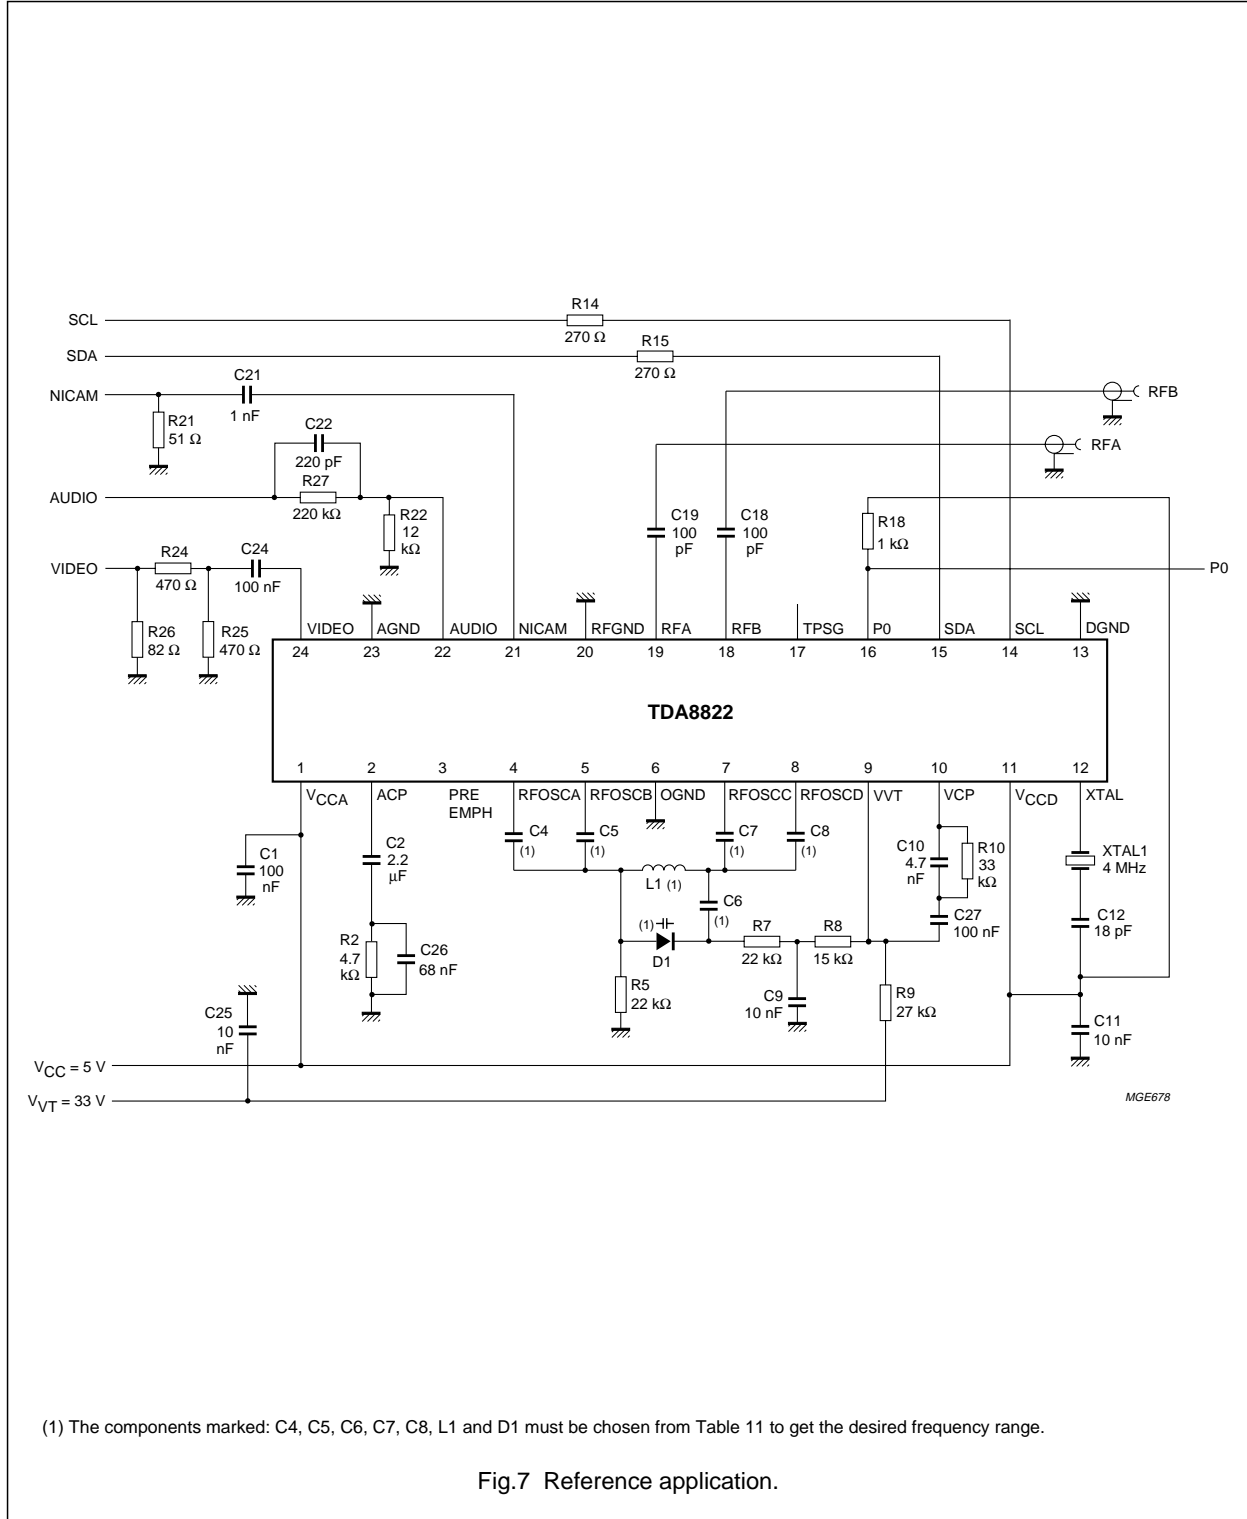 SCL
R14
270 Ω
SDA
R15
270 Ω
NICAM
C21
1 nF
R21
51 Ω
RFB
RFA
C22
220 pF
AUDIO
R27
220 kΩ
R22
12
kΩ
C19
100
pF
C18
100
pF
R18
1 kΩ
VIDEO
R24
470 Ω
C24
100 nF
P0
R26
82 Ω
R25
470 Ω
VIDEO AGND AUDIO NICAM RFGND RFA RFB TPSG P0 SDA SCL DGND
24 23 22 21 20 19 18 17 16 15 14 13
TDA8822
1 2 3 4 5 6 7 8 9 10 11 12
VCCA ACP PRE EMPH RFOSCA RFOSCB OGND RFOSCC RFOSCD VVT VCP VCCD XTAL
C4
(1)
C5
(1)
C7
(1)
C8
(1)
C1
100
nF
C2
2.2
μF
L1 (1)
C6
(1)
C10
4.7
nF
R10
33
kΩ
XTAL1
4 MHz
R2
4.7
kΩ
C26
68 nF
(1)
D1
R7
22 kΩ
R8
15 kΩ
C27
100 nF
C12
18 pF
R5
22 kΩ
C9
10 nF
R9
27 kΩ
C25
10
nF
C11
10 nF
VCC = 5 V
VVT = 33 V
MGE678
(1) The components marked: C4, C5, C6, C7, C8, L1 and D1 must be chosen from Table 11 to get the desired frequency range.
Fig.7 Reference application.